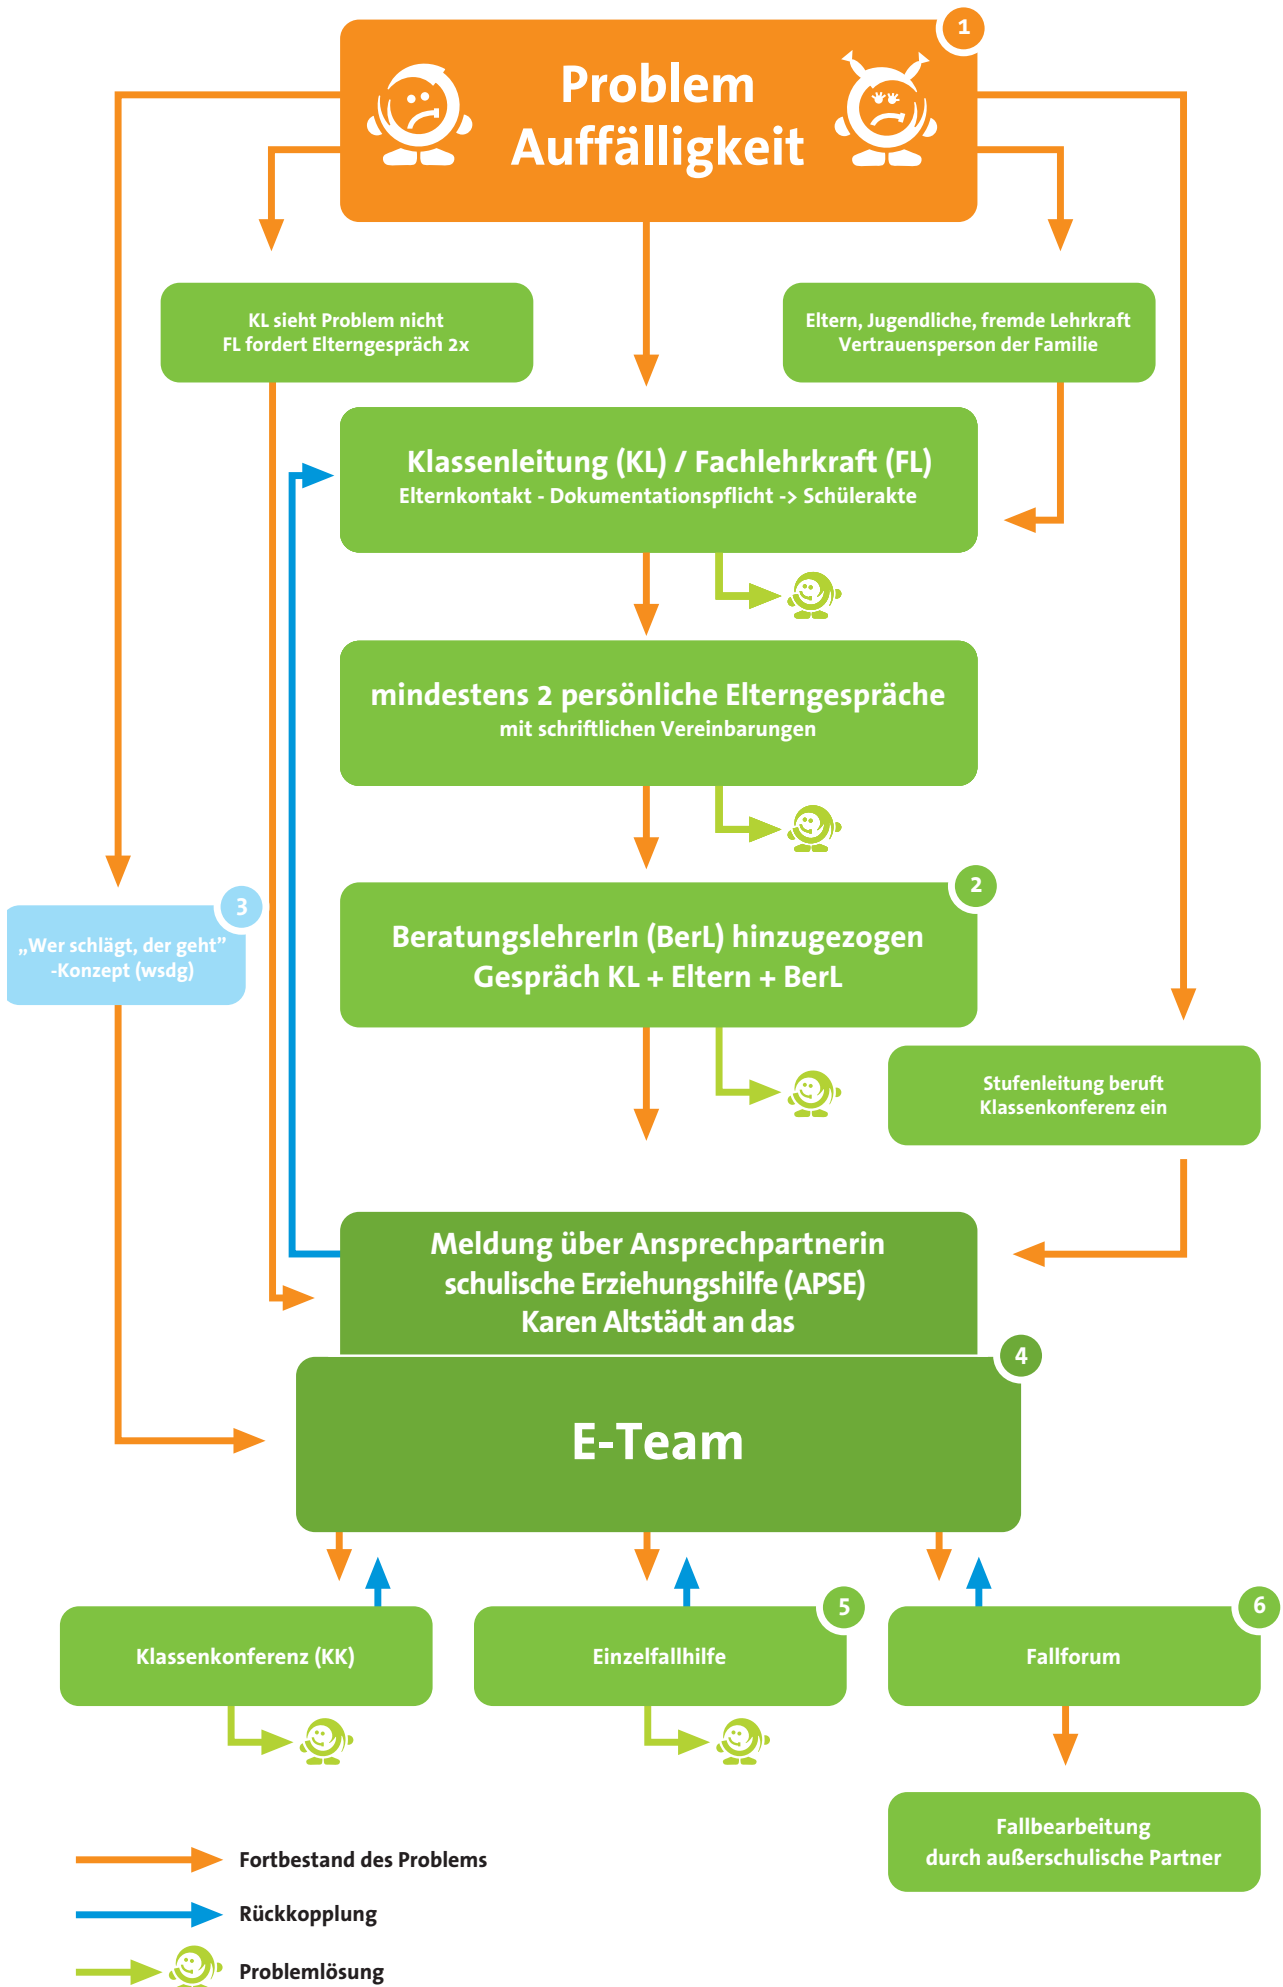 1
Problem
Auffälligkeit
KL sieht Problem nicht
FL fordert Elterngespräch 2x
Eltern, Jugendliche, fremde Lehrkraft
Vertrauensperson der Familie
Klassenleitung (KL) / Fachlehrkraft (FL)
Elternkontakt - Dokumentationspflicht -> Schülerakte
mindestens 2 persönliche Elterngespräche
mit schriftlichen Vereinbarungen
2
BeratungslehrerIn (BerL) hinzugezogen
Gespräch KL + Eltern + BerL
3
„Wer schlägt, der geht”
-Konzept (wsdg)
Stufenleitung beruft
Klassenkonferenz ein
Meldung über Ansprechpartnerin
schulische Erziehungshilfe (APSE)
Karen Altstädt an das
4
E-Team
Klassenkonferenz (KK)
5
Einzelfallhilfe
6
Fallforum
Fallbearbeitung
durch außerschulische Partner
Fortbestand des Problems
Rückkopplung
Problemlösung